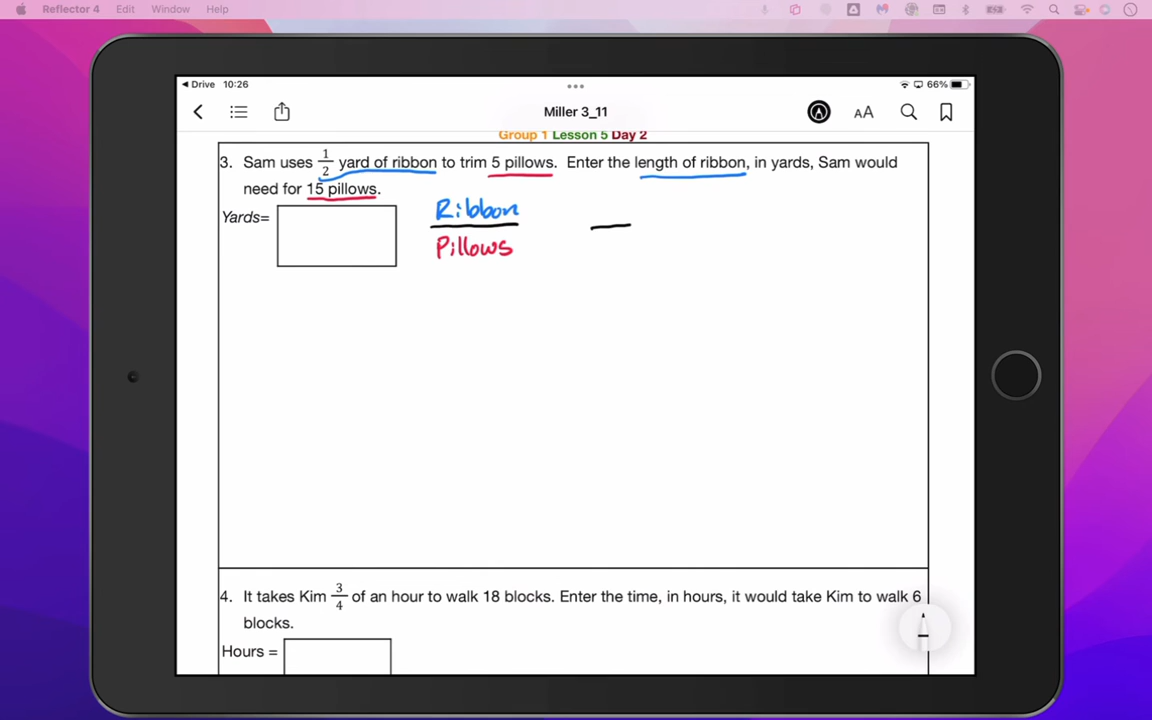 Reflector 4 Edit Window Help
Drive 10:26 66%
Miller 3_11 AA
Group 1 Lesson 5 Day 2
3. Sam uses 1/2 yard of ribbon to trim 5 pillows. Enter the length of ribbon, in yards, Sam would
need for 15 pillows.
Yards=
Ribbon
Pillows
4. It takes Kim 3/4 of an hour to walk 18 blocks. Enter the time, in hours, it would take Kim to walk 6
blocks.
Hours =